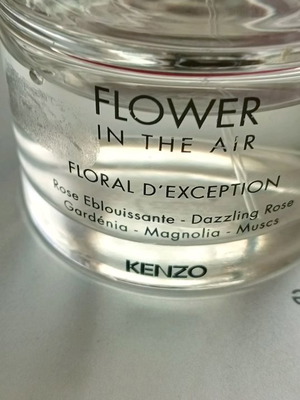 FLOWER
IN THE AiR
FLORAL D'EXCEPTION
Rose Eblouissante - Dazzling Rose
Gardénia - Magnolia - Muscs
KENZO